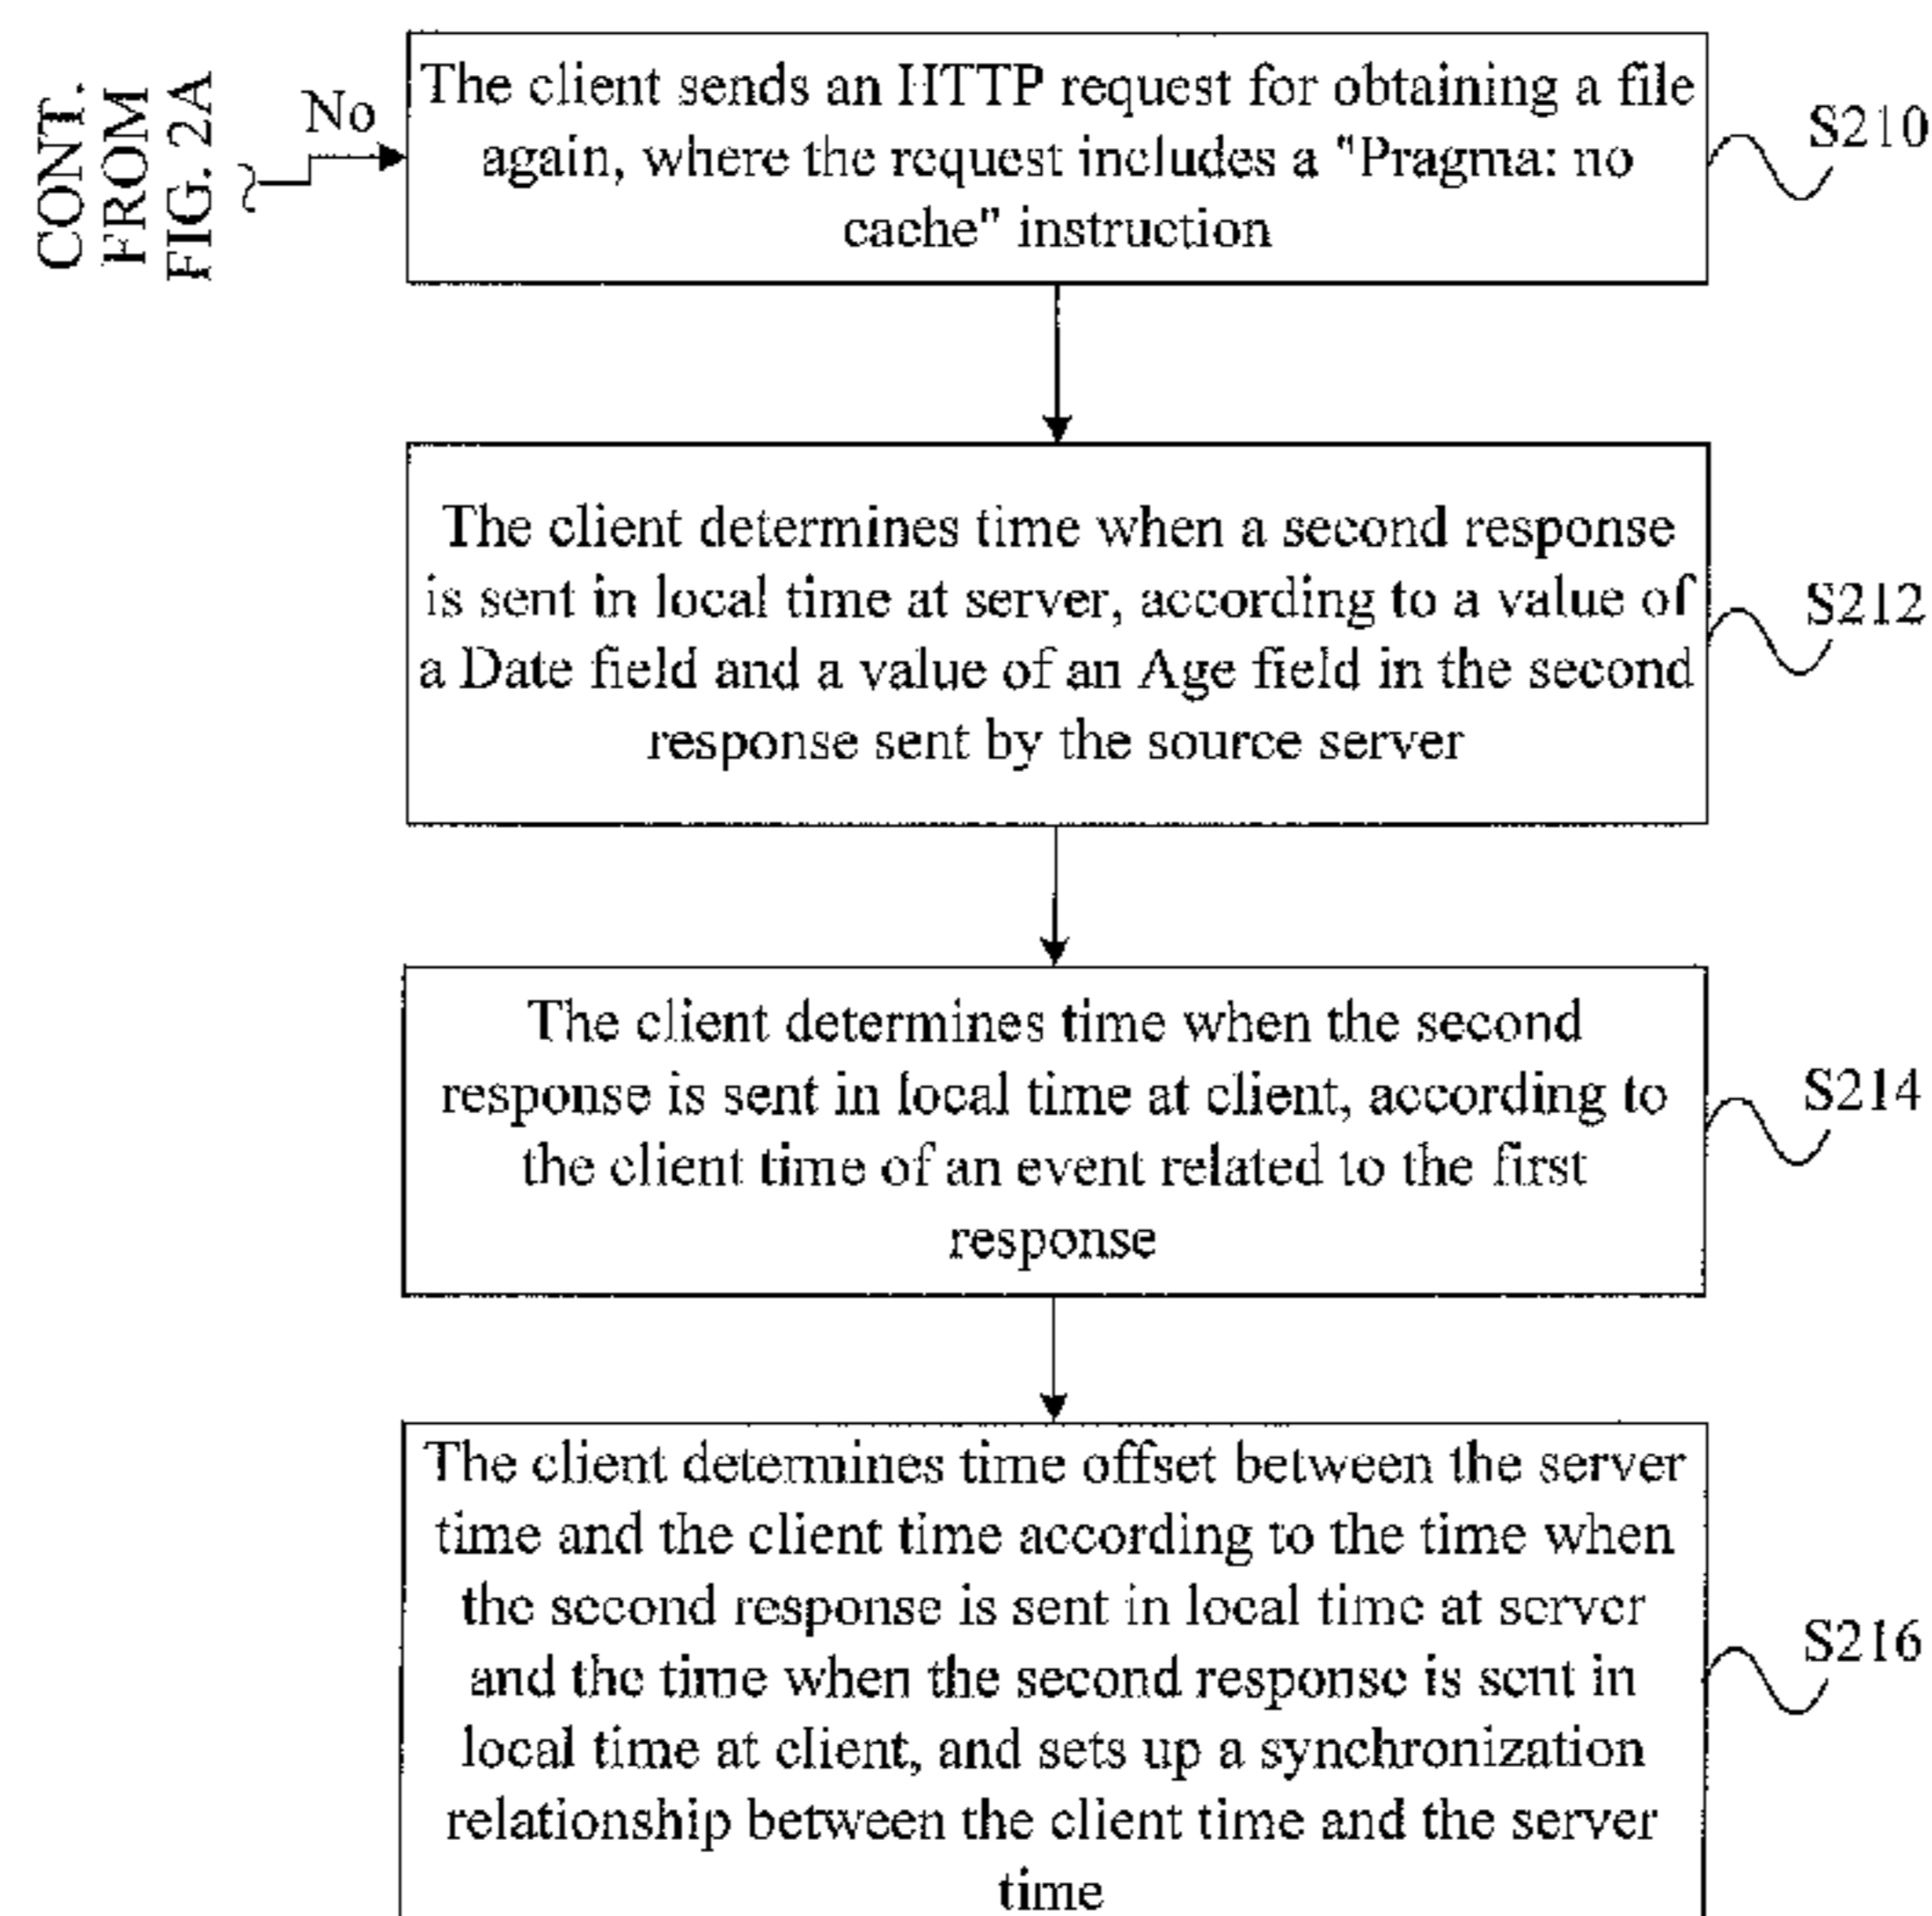 CONT.
FROM
FIG. 2A
No
The client sends an HTTP request for obtaining a file
again, where the request includes a "Pragma: no
cache" instruction
S210
The client determines time when a second response
is sent in local time at server, according to a value of
a Date field and a value of an Age field in the second
response sent by the source server
S212
The client determines time when the second
response is sent in local time at client, according to
the client time of an event related to the first
response
S214
The client determines time offset between the server
time and the client time according to the time when
the second response is sent in local time at server
and the time when the second response is sent in
local time at client, and sets up a synchronization
relationship between the client time and the server
time
S216